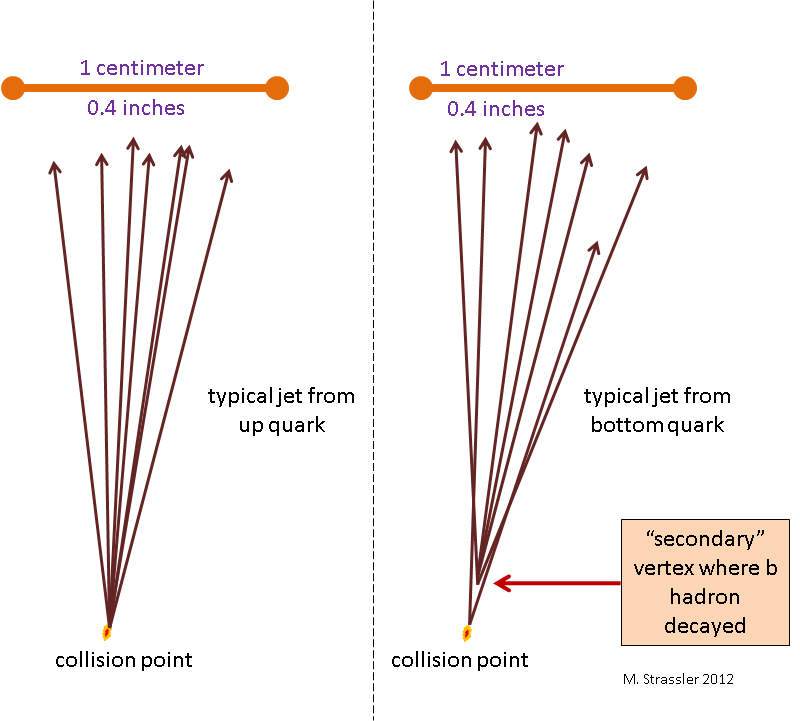 1 centimeter
0.4 inches
typical jet from
up quark
collision point
1 centimeter
0.4 inches
typical jet from
bottom quark
“secondary”
vertex where b
hadron
decayed
collision point
M. Strassler 2012